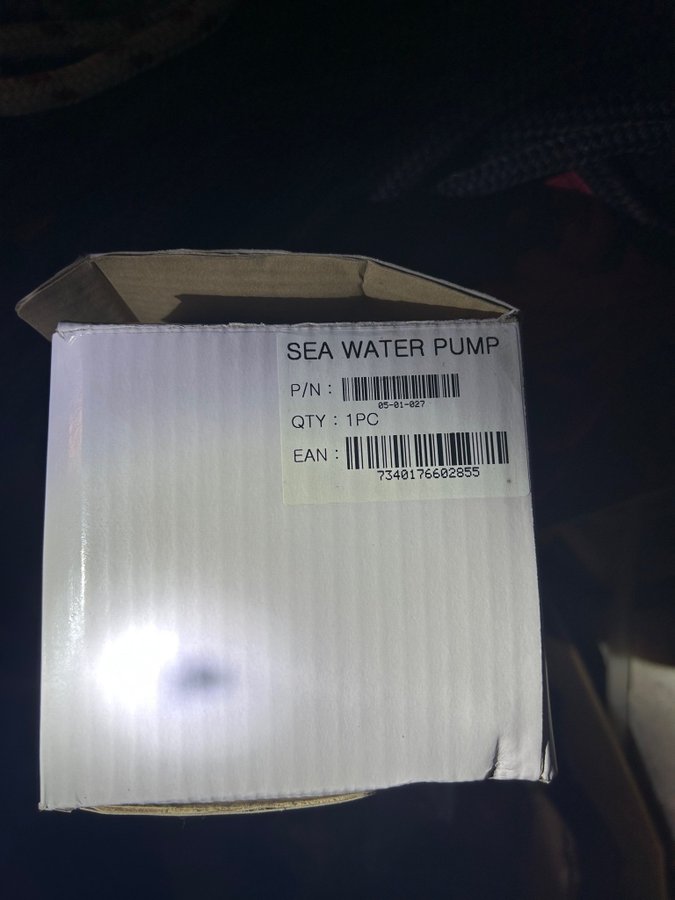 SEA WATER PUMP
P/N :
05-01-027
QTY : 1PC
EAN :
7340176602855